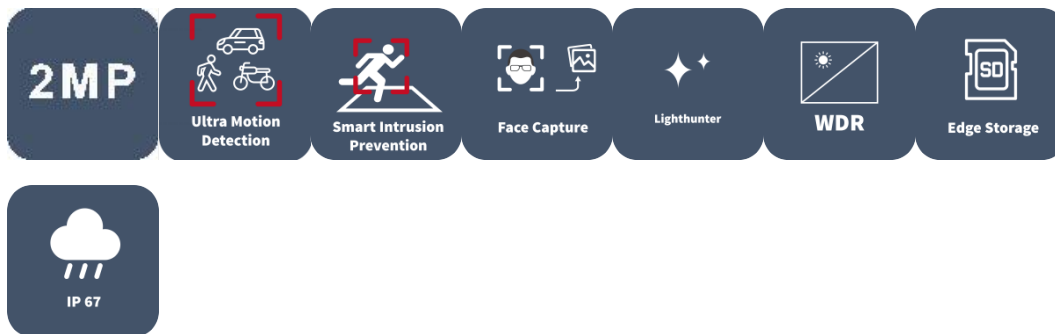 2MP
Ultra Motion
Detection
Smart Intrusion
Prevention
Face Capture
Lighthunter
WDR
SD
Edge Storage
IP 67